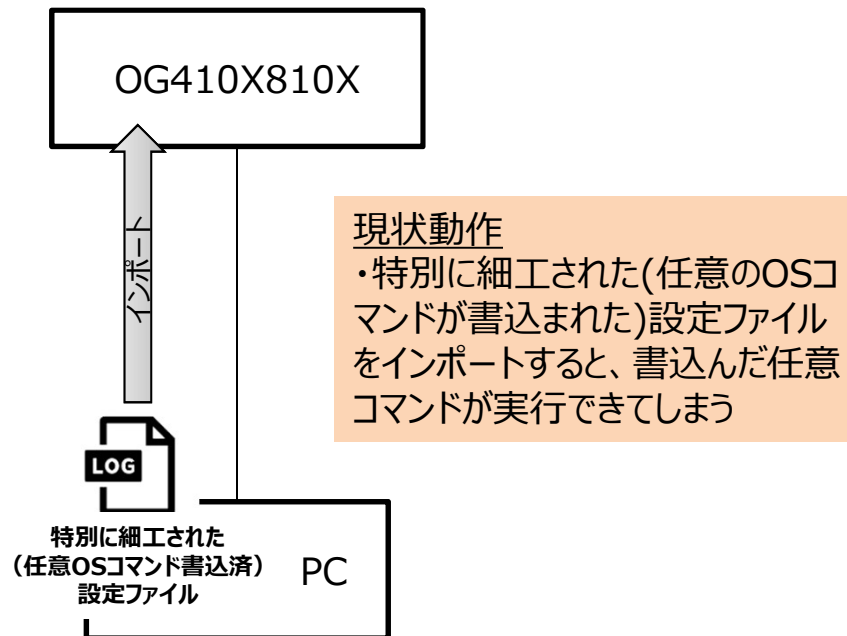 OG410X810X
インポート
現状動作
・特別に細工された(任意のOSコ
マンドが書込まれた)設定ファイル
をインポートすると、書込んだ任意
コマンドが実行できてしまう
LOG
特別に細工された
（任意OSコマンド書込済）
設定ファイル
PC